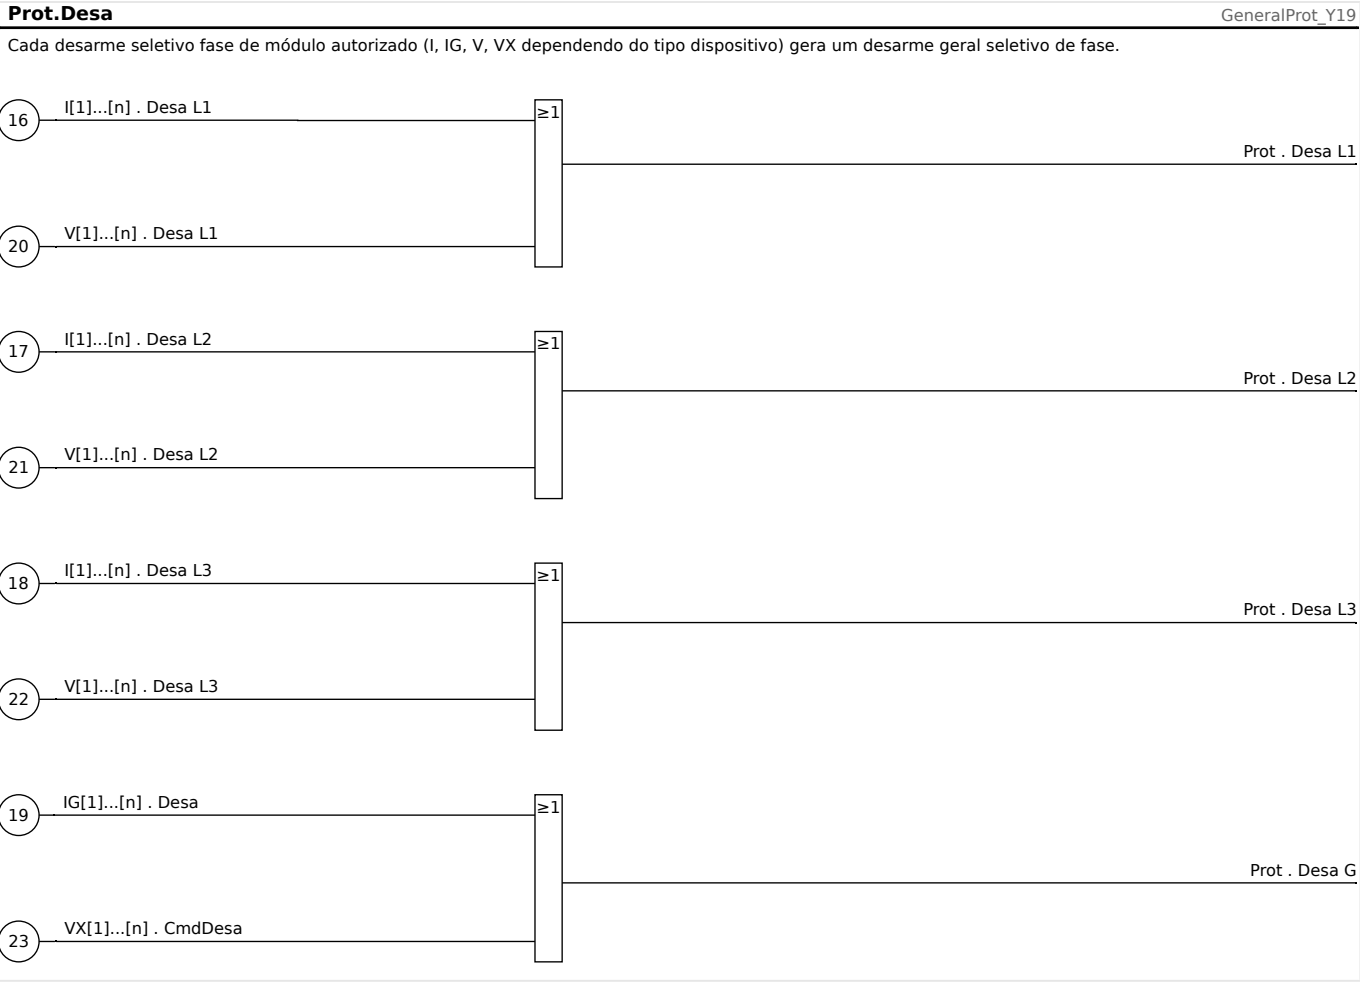 Prot.Desa
GeneralProt_Y19
Cada desarme seletivo fase de módulo autorizado (I, IG, V, VX dependendo do tipo dispositivo) gera um desarme geral seletivo de fase.
16
I[1]...[n] . Desa L1
≥1
Prot . Desa L1
20
V[1]...[n] . Desa L1
17
I[1]...[n] . Desa L2
≥1
Prot . Desa L2
21
V[1]...[n] . Desa L2
18
I[1]...[n] . Desa L3
≥1
Prot . Desa L3
22
V[1]...[n] . Desa L3
19
IG[1]...[n] . Desa
≥1
Prot . Desa G
23
VX[1]...[n] . CmdDesa